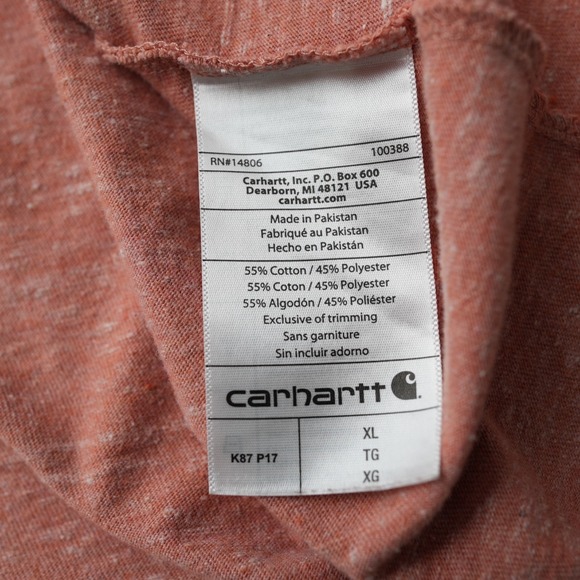 RN#14806 100388
Carhartt, Inc. P.O. Box 600
Dearborn, MI 48121 USA
carhartt.com
Made in Pakistan
Fabriqué au Pakistan
Hecho en Pakistán
55% Cotton / 45% Polyester
55% Coton / 45% Polyester
55% Algodón / 45% Poliéster
Exclusive of trimming
Sans garniture
Sin incluir adorno
carhartt
K87 P17
XL
TG
XG